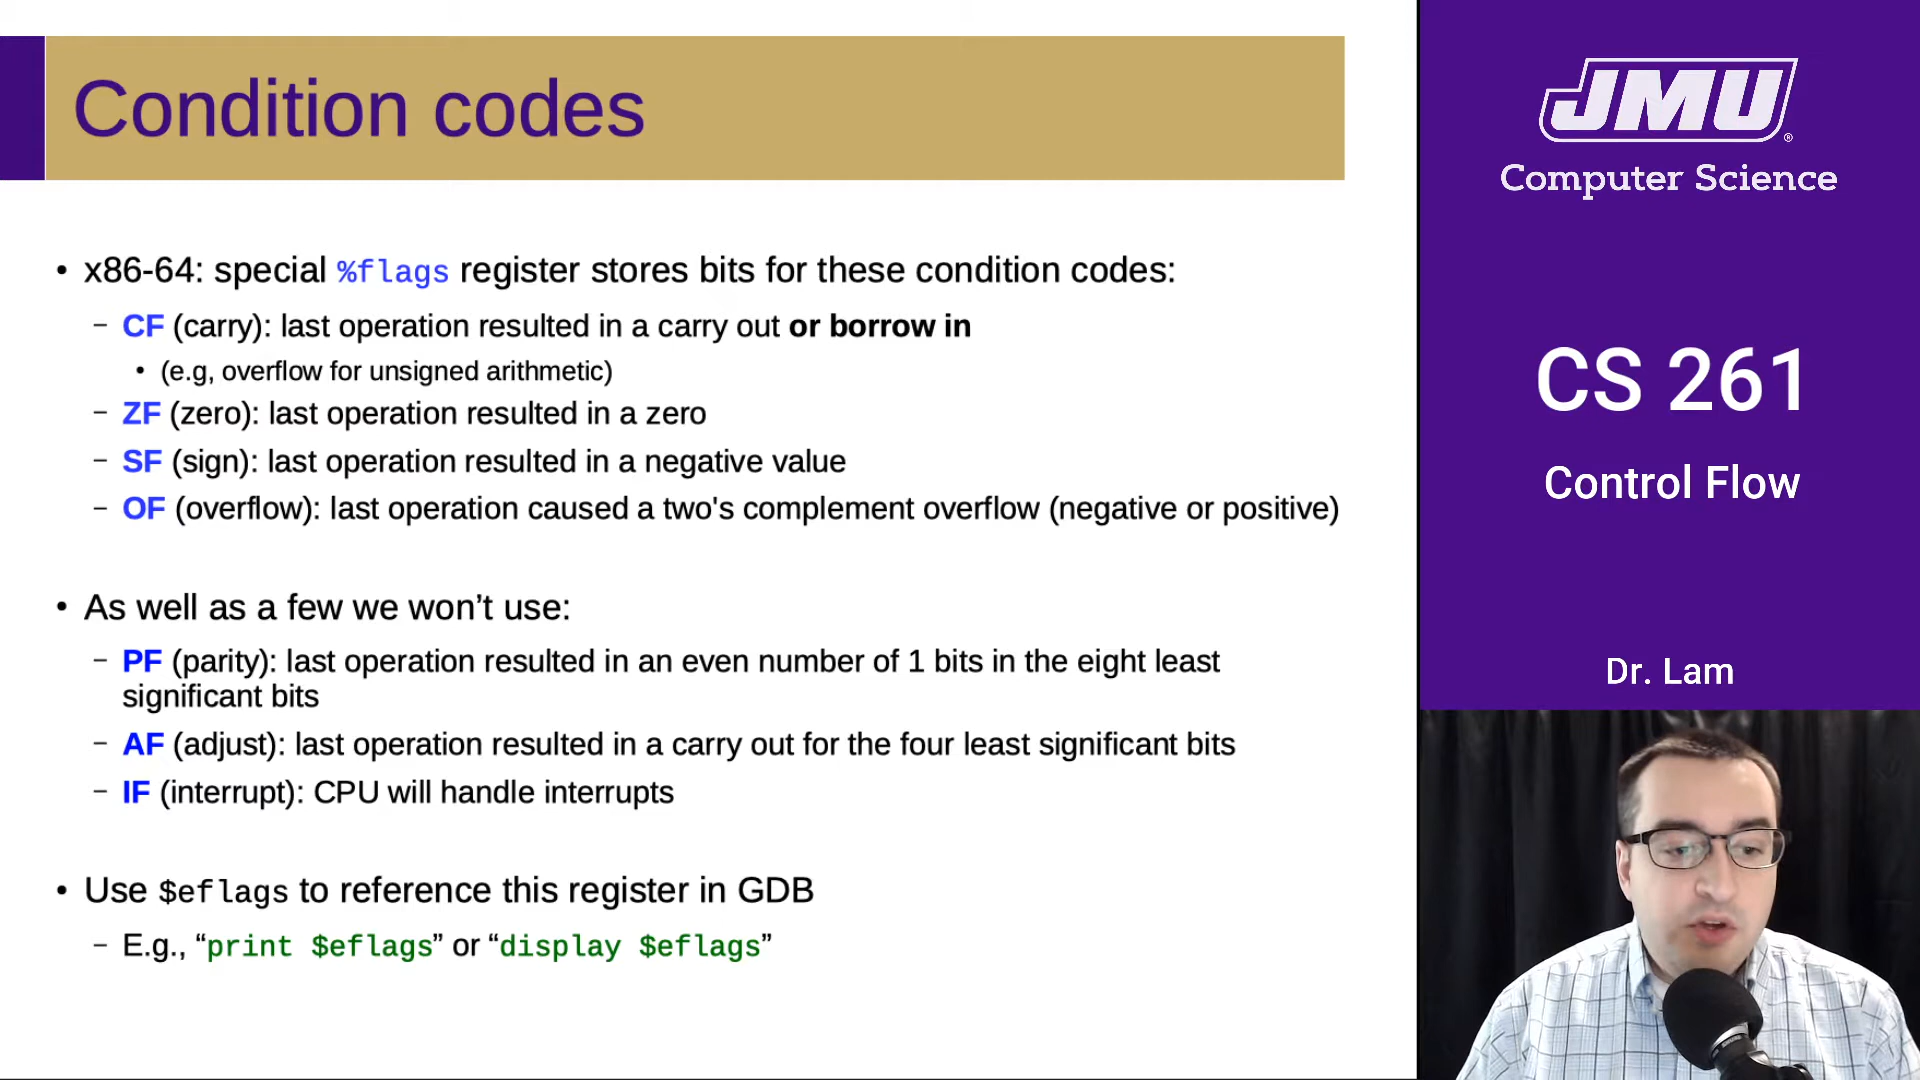 Condition codes
• x86-64: special %flags register stores bits for these condition codes:
– CF (carry): last operation resulted in a carry out or borrow in
• (e.g, overflow for unsigned arithmetic)
– ZF (zero): last operation resulted in a zero
– SF (sign): last operation resulted in a negative value
– OF (overflow): last operation caused a two's complement overflow (negative or positive)
• As well as a few we won’t use:
– PF (parity): last operation resulted in an even number of 1 bits in the eight least
significant bits
– AF (adjust): last operation resulted in a carry out for the four least significant bits
– IF (interrupt): CPU will handle interrupts
• Use $eflags to reference this register in GDB
– E.g., “print $eflags” or “display $eflags”
JMU®
Computer Science
CS 261
Control Flow
Dr. Lam